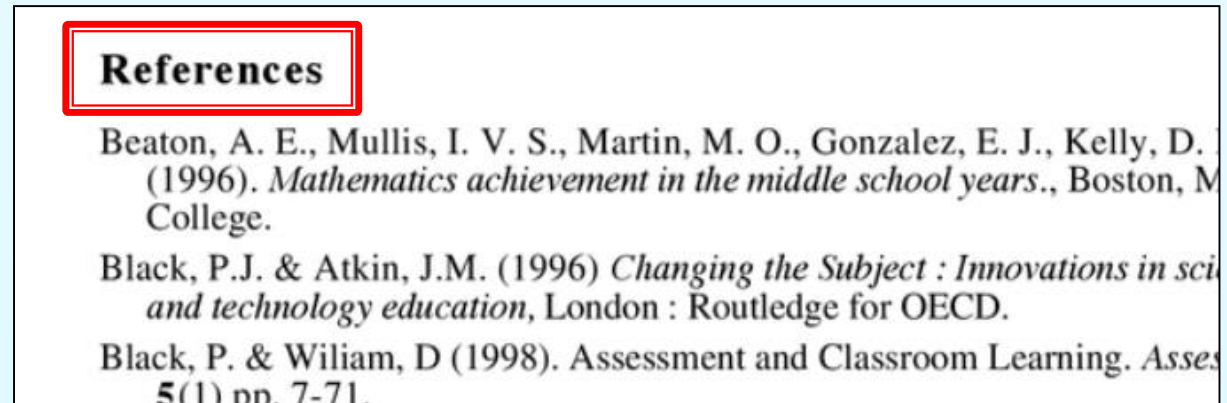 References
Beaton, A. E., Mullis, I. V. S., Martin, M. O., Gonzalez, E. J., Kelly, D.
(1996). Mathematics achievement in the middle school years., Boston,
College.
Black, P.J. & Atkin, J.M. (1996) Changing the Subject : Innovations in
and technology education, London : Routledge for OECD.
Black, P. & Wiliam, D (1998). Assessment and Classroom Learning.
5(1) pp. 7-71.